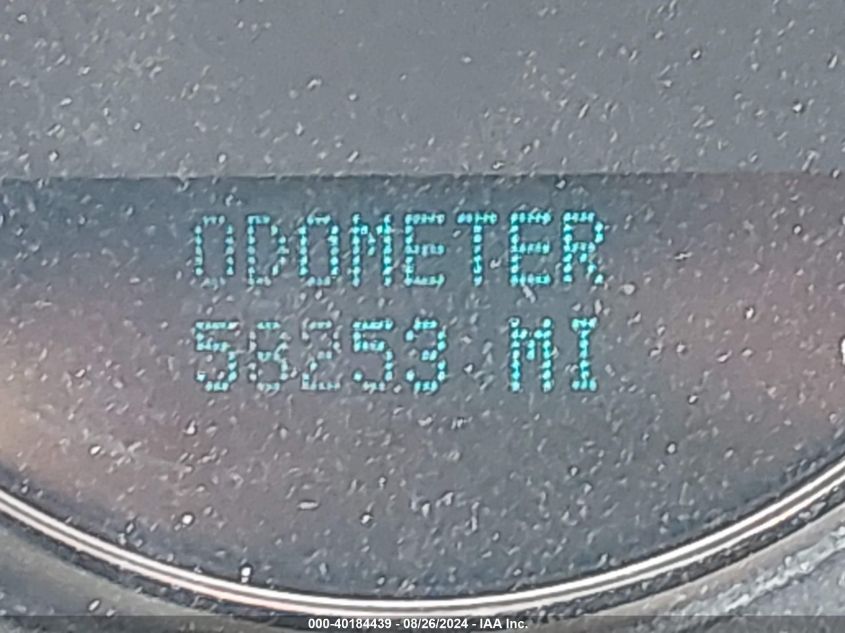 ODOMETER
58253 MI
000-40184439 - 08/26/2024 - IAA Inc.